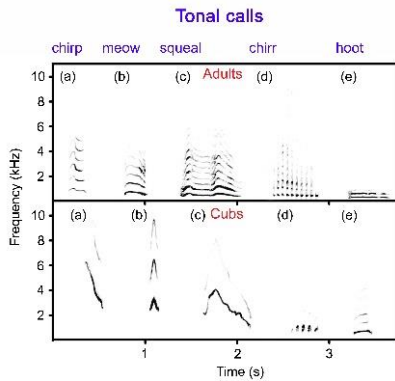 Tonal calls
chirp meow squeal chirr hoot
(a) (b) (c) Adults (d) (e)
10
8
6
4
2
Frequency (kHz)
(a) (b) (c) Cubs (d) (e)
10
8
6
4
2
1 2 3
Time (s)